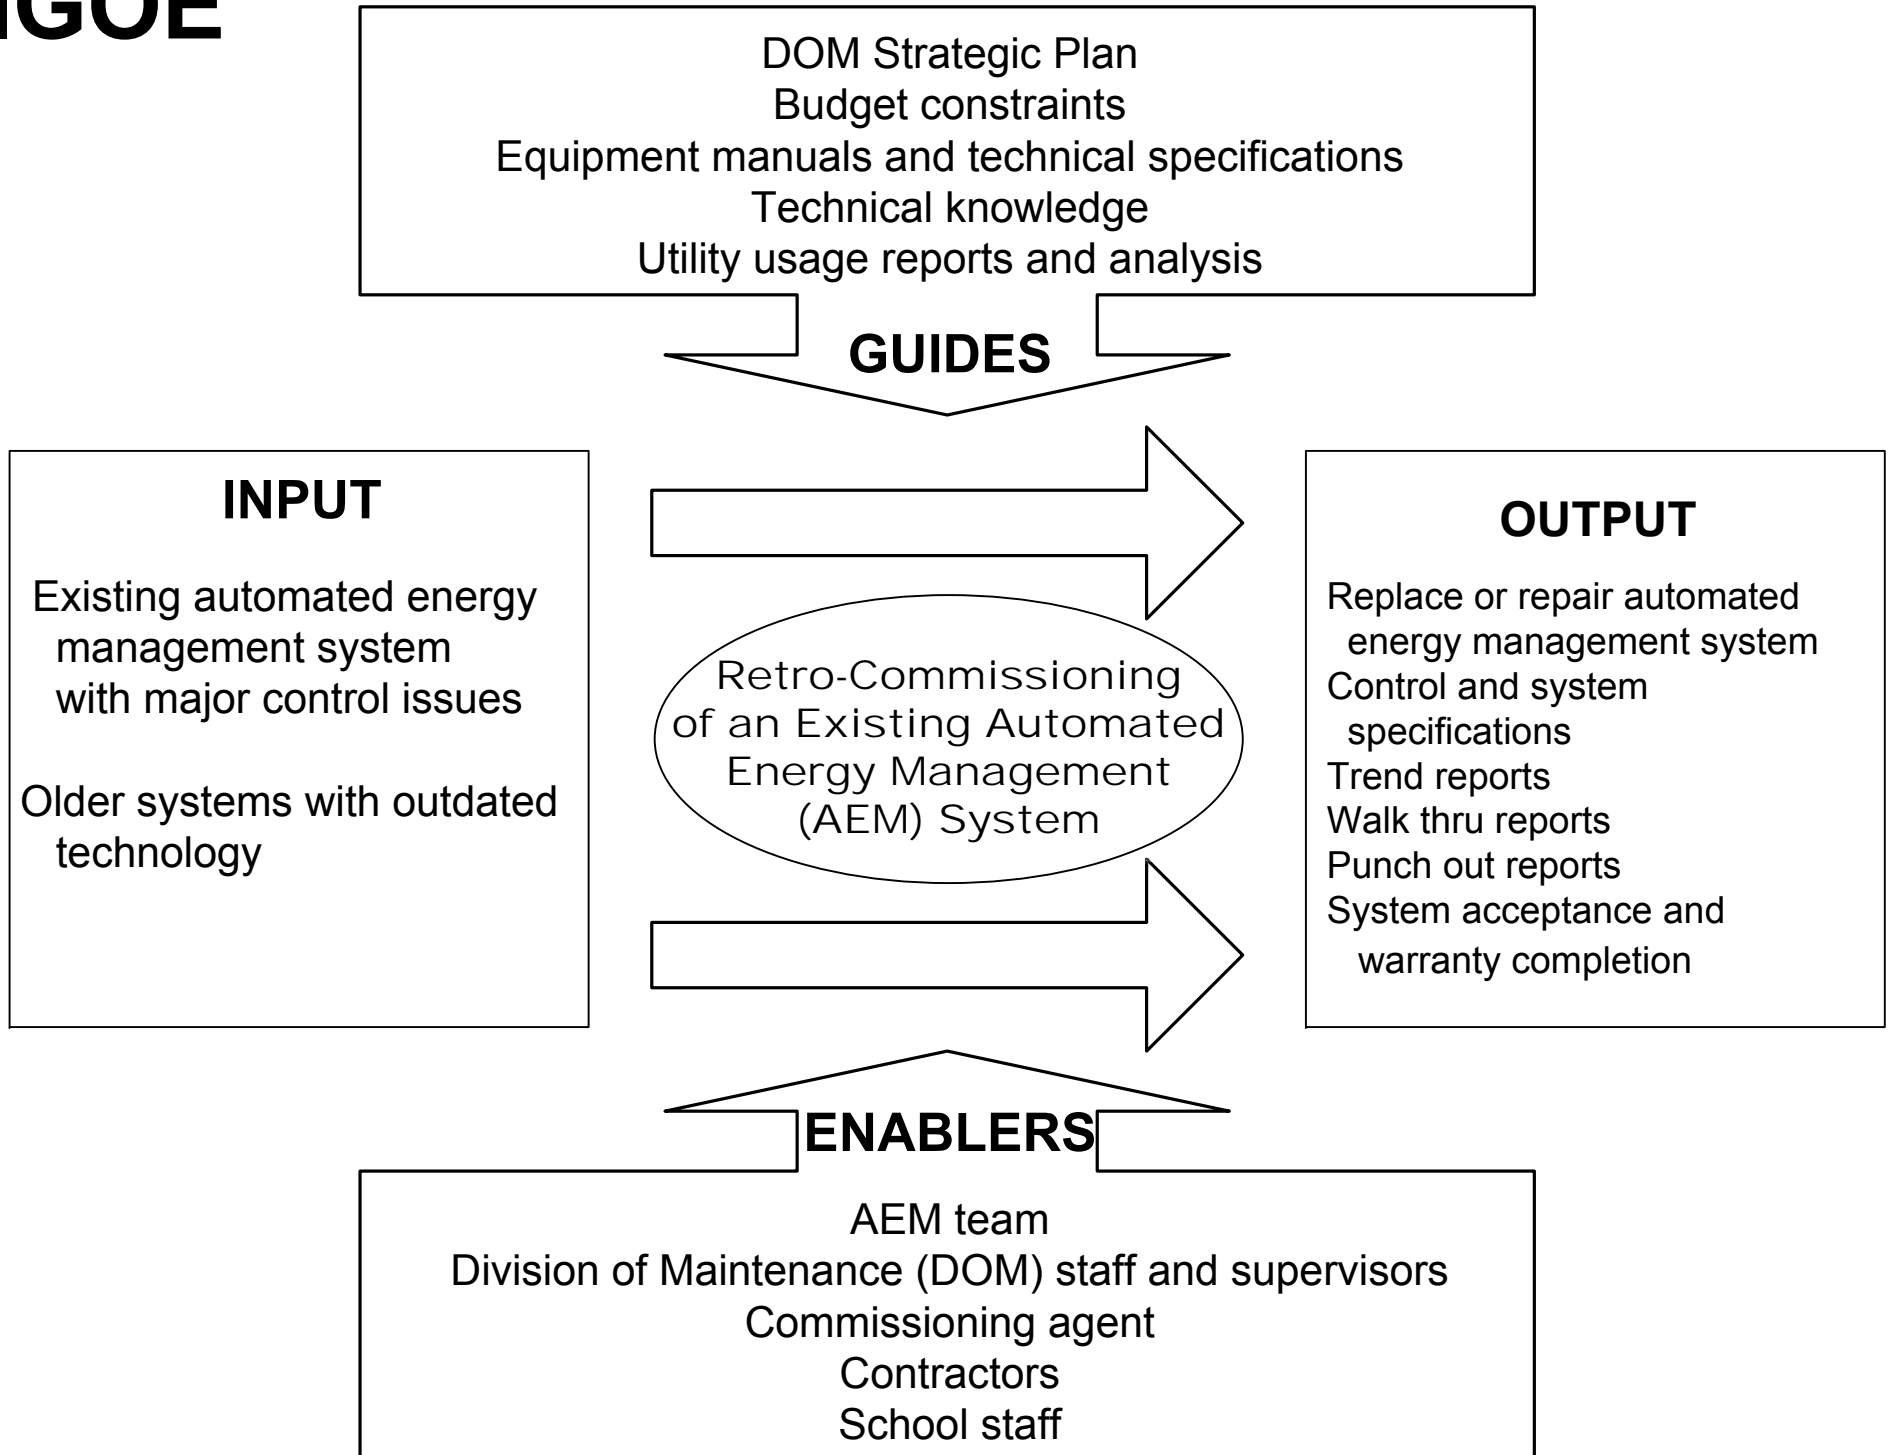 IGOE
DOM Strategic Plan
Budget constraints
Equipment manuals and technical specifications
Technical knowledge
Utility usage reports and analysis
GUIDES
INPUT
Existing automated energy
management system
with major control issues
Older systems with outdated
technology
Retro-Commissioning
of an Existing Automated
Energy Management
(AEM) System
OUTPUT
Replace or repair automated
energy management system
Control and system
specifications
Trend reports
Walk thru reports
Punch out reports
System acceptance and
warranty completion
ENABLERS
AEM team
Division of Maintenance (DOM) staff and supervisors
Commissioning agent
Contractors
School staff